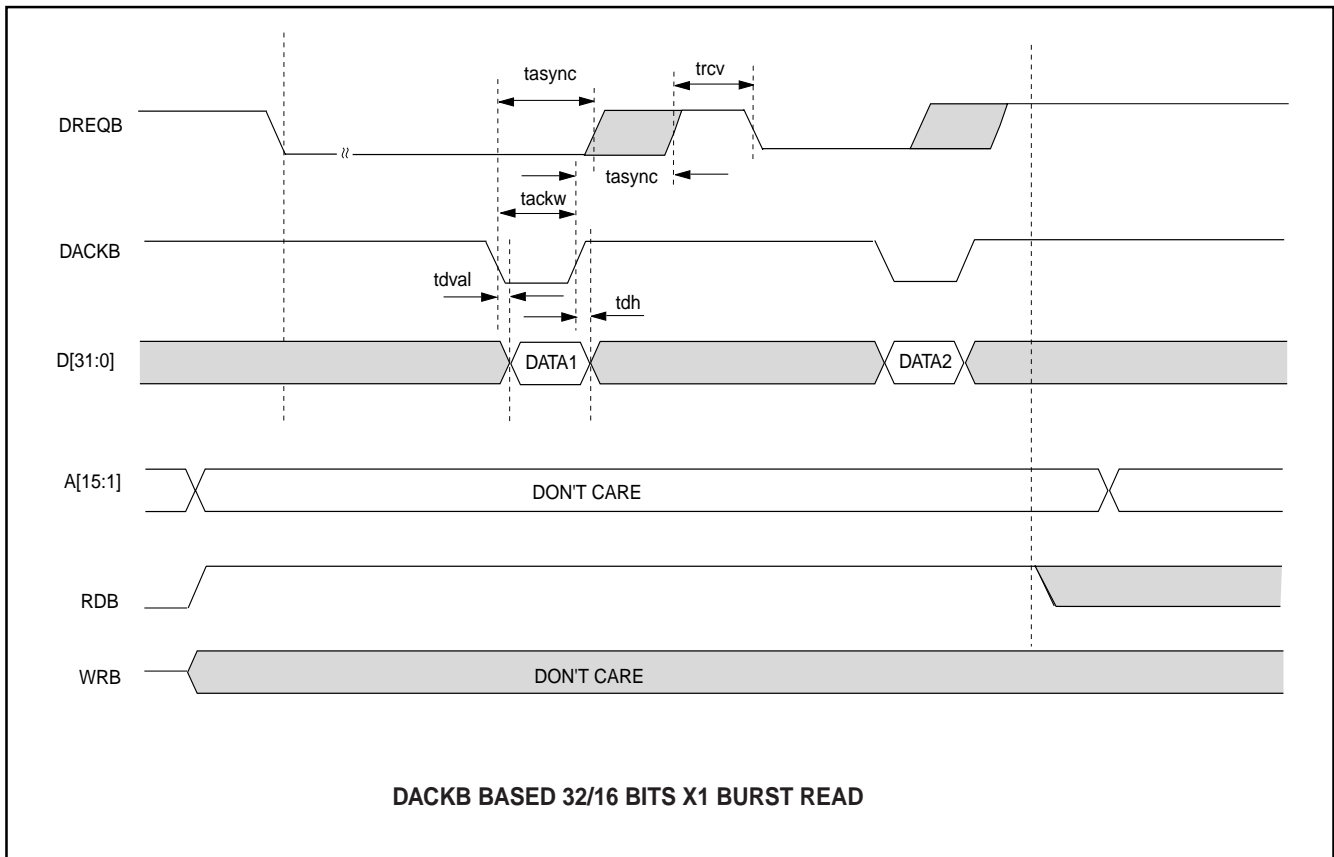 tasync
trcv
DREQB
tasync
tackw
DACKB
tdval
tdh
D[31:0]
DATA1
DATA2
A[15:1]
DON'T CARE
RDB
WRB
DON'T CARE
DACKB BASED 32/16 BITS X1 BURST READ